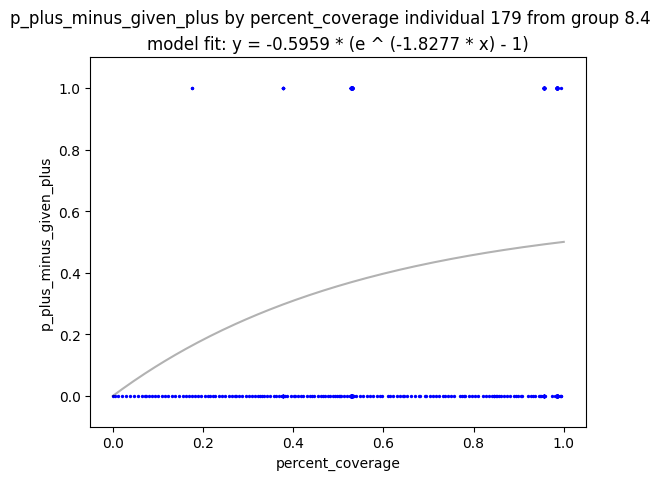 p_plus_minus_given_plus by percent_coverage individual 179 from group 8.4
model fit: y = -0.5959 * (e ^ (-1.8277 * x) - 1)
1.0
0.8
0.6
0.4
0.2
0.0
p_plus_minus_given_plus
0.0 0.2 0.4 0.6 0.8 1.0
percent_coverage